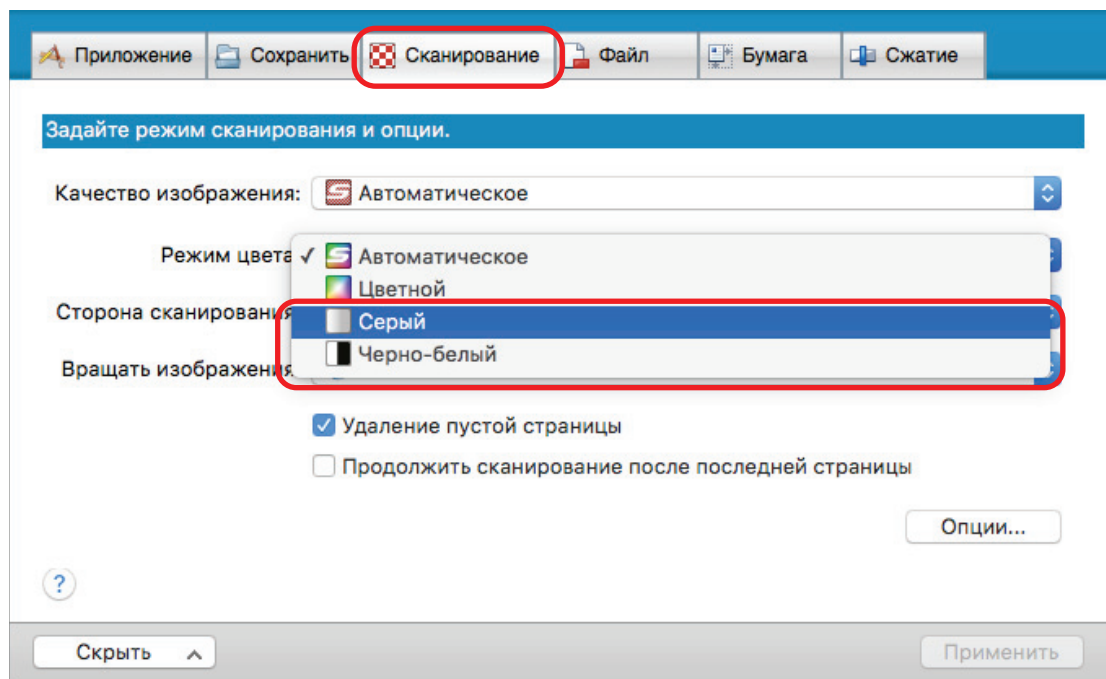 Приложение Сохранить Сканирование Файл Бумага Сжатие
Задайте режим сканирования и опции.
Качество изображения: Автоматическое
Режим цвета ✓ Автоматическое
Цветной
Сторона сканирования Серый
Черно-белый
Вращать изображения
Удаление пустой страницы
Продолжить сканирование после последней страницы
Опции...
?
Скрыть Применить